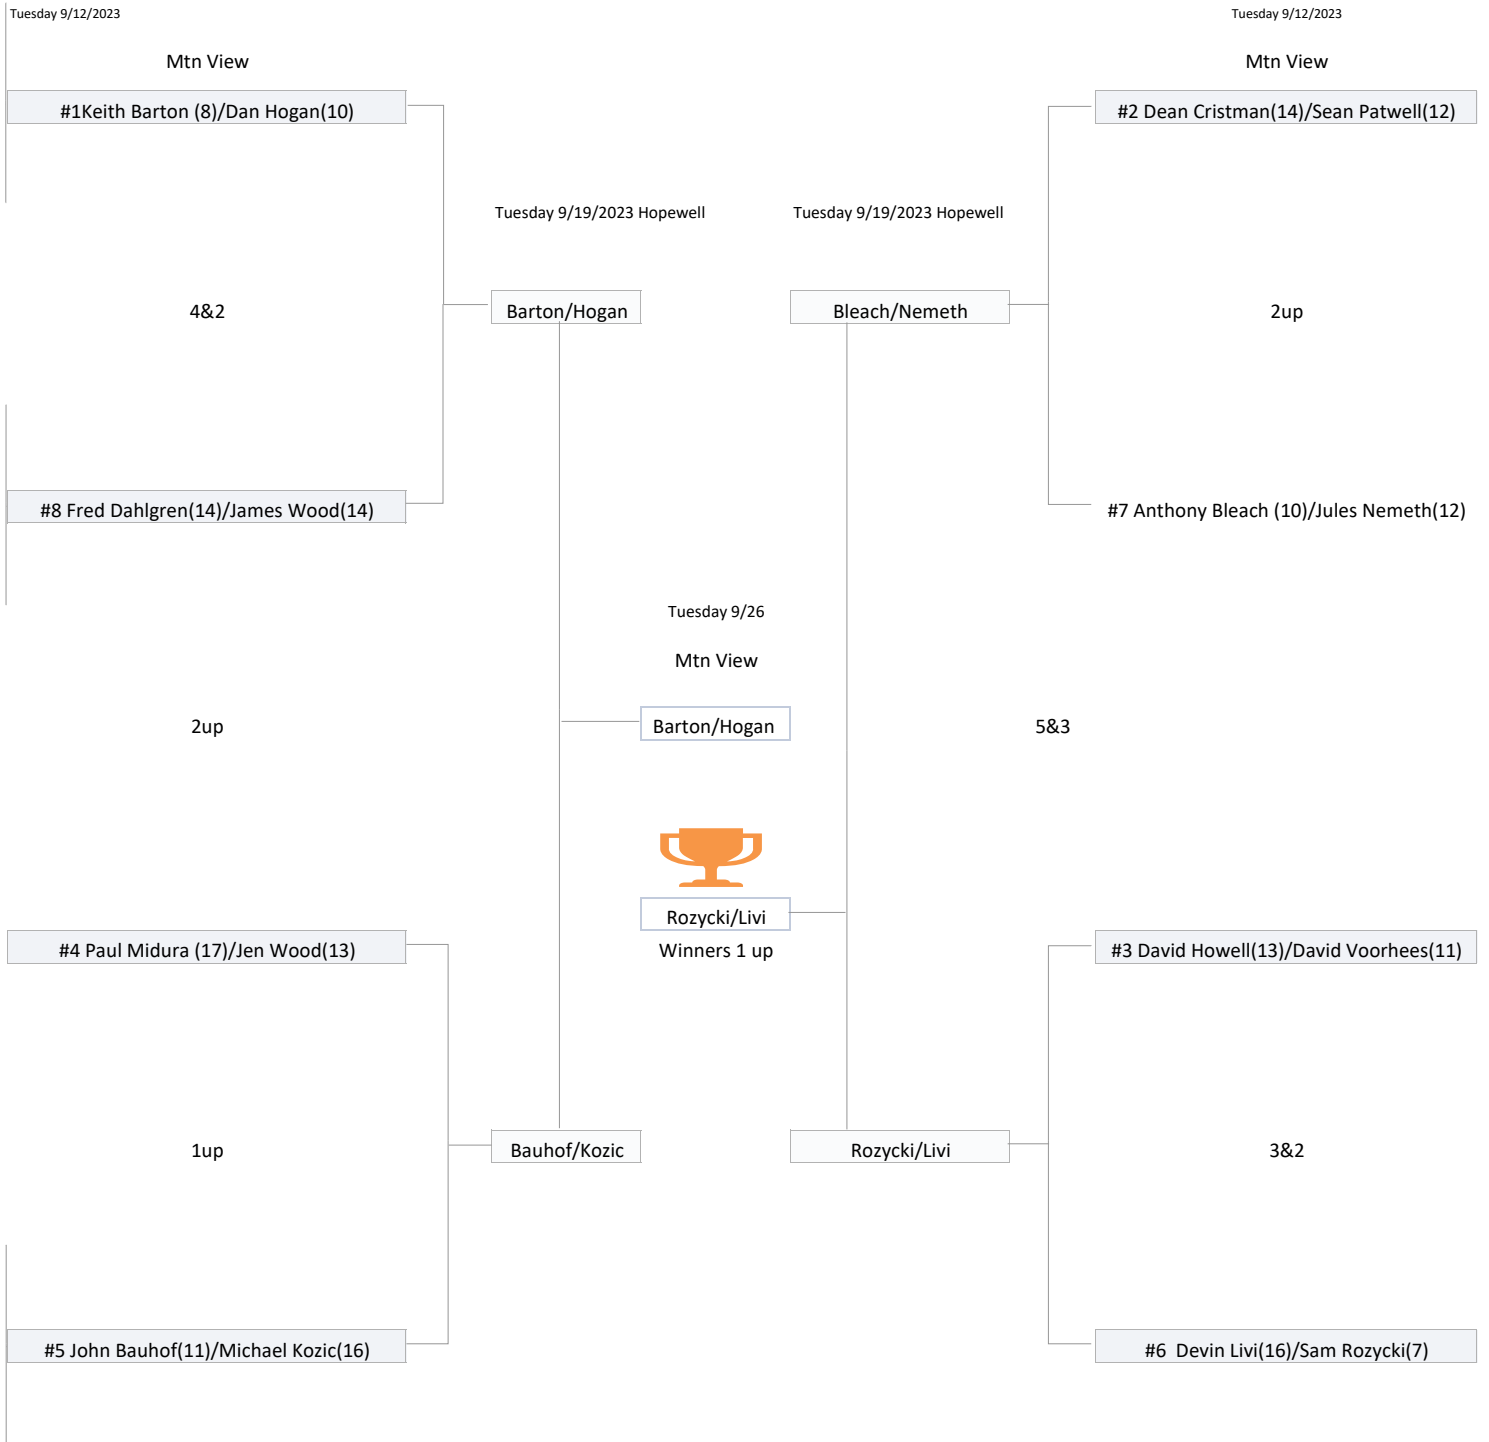 Tuesday 9/12/2023
Tuesday 9/12/2023
Mtn View
Mtn View
#1Keith Barton (8)/Dan Hogan(10)
#2 Dean Cristman(14)/Sean Patwell(12)
Tuesday 9/19/2023 Hopewell
Tuesday 9/19/2023 Hopewell
4&2
Barton/Hogan
Bleach/Nemeth
2up
#8 Fred Dahlgren(14)/James Wood(14)
#7 Anthony Bleach (10)/Jules Nemeth(12)
Tuesday 9/26
Mtn View
2up
Barton/Hogan
5&3
Rozycki/Livi
#4 Paul Midura (17)/Jen Wood(13)
Winners 1 up
#3 David Howell(13)/David Voorhees(11)
1up
Bauhof/Kozic
Rozycki/Livi
3&2
#5 John Bauhof(11)/Michael Kozic(16)
#6  Devin Livi(16)/Sam Rozycki(7)